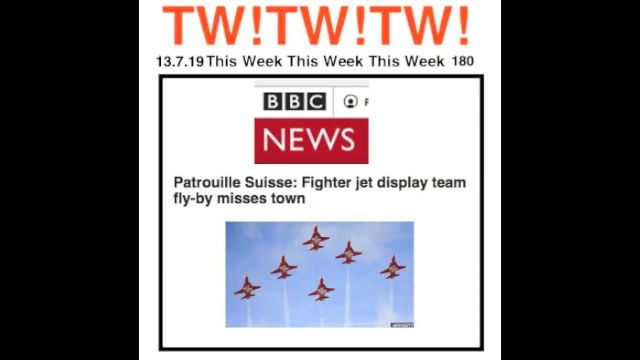 TW!TW!TW!
13.7.19 This Week This Week This Week 180
BBC
NEWS
Patrouille Suisse: Fighter jet display team
fly-by misses town